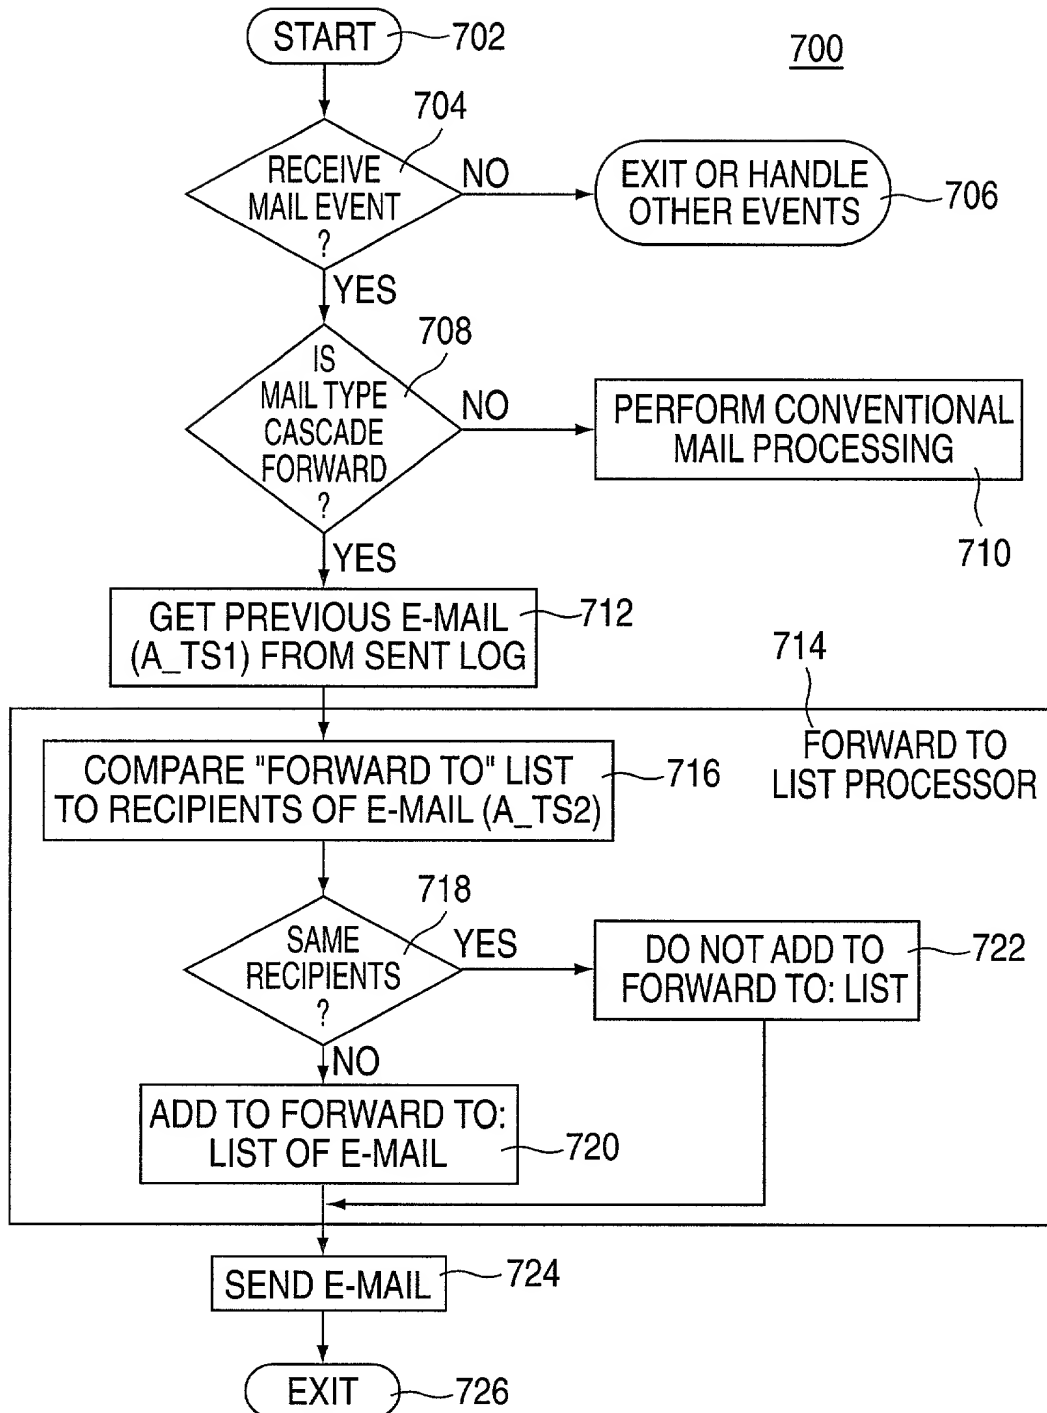 START
702
700
704
RECEIVE
MAIL EVENT
?
NO
EXIT OR HANDLE
OTHER EVENTS
706
YES
708
IS
MAIL TYPE
CASCADE
FORWARD
?
NO
PERFORM CONVENTIONAL
MAIL PROCESSING
710
YES
GET PREVIOUS E-MAIL
(A_TS1) FROM SENT LOG
712
714
FORWARD TO
LIST PROCESSOR
COMPARE "FORWARD TO" LIST
TO RECIPIENTS OF E-MAIL (A_TS2)
716
718
SAME
RECIPIENTS
?
YES
DO NOT ADD TO
FORWARD TO: LIST
722
NO
ADD TO FORWARD TO:
LIST OF E-MAIL
720
SEND E-MAIL
724
EXIT
726